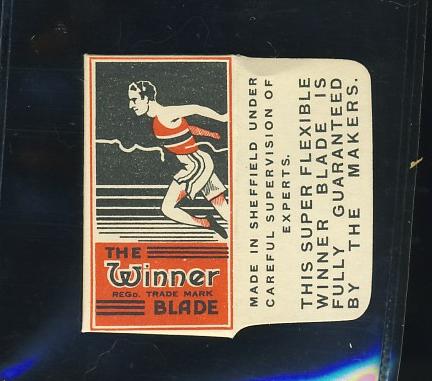 THE
Winner
REGD. TRADE MARK
BLADE
MADE IN SHEFFIELD UNDER
CAREFUL SUPERVISION OF
EXPERTS.
THIS SUPER FLEXIBLE
WINNER BLADE IS
FULLY GUARANTEED
BY THE MAKERS.